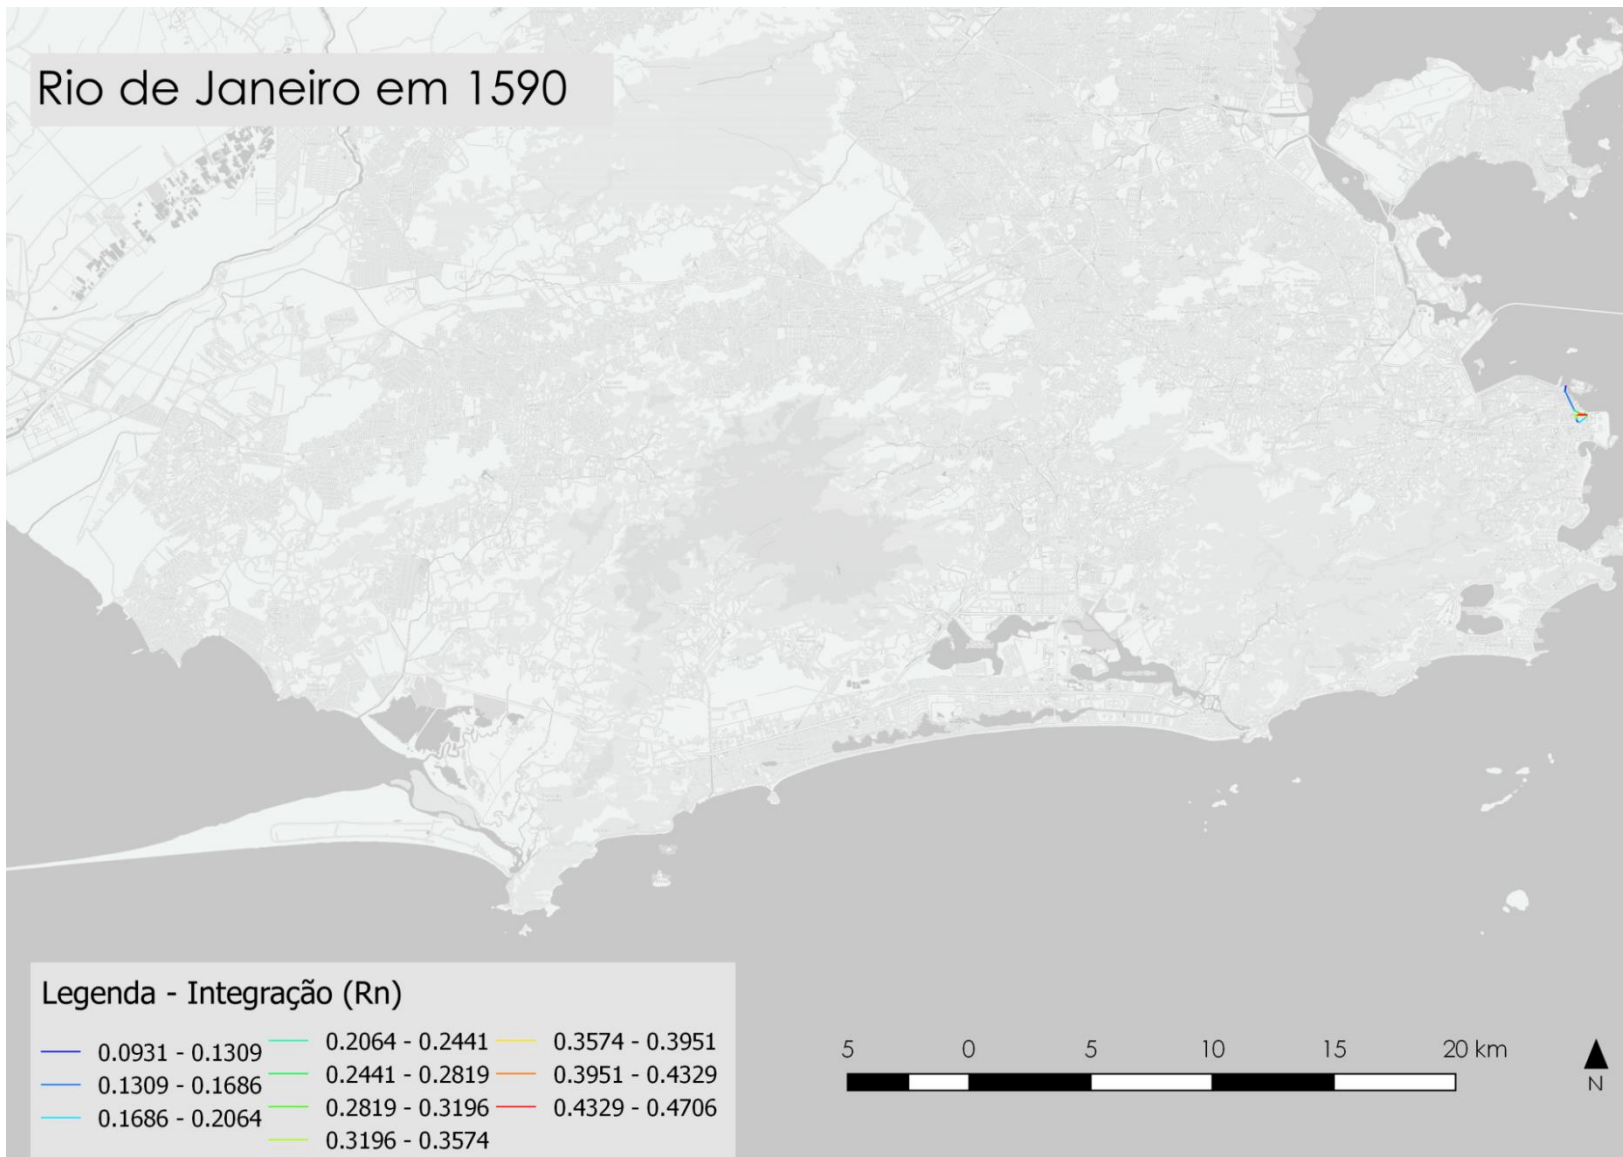 Rio de Janeiro em 1590
Legenda - Integração (Rn)
0.0931 - 0.1309
0.1309 - 0.1686
0.1686 - 0.2064
0.2064 - 0.2441
0.2441 - 0.2819
0.2819 - 0.3196
0.3196 - 0.3574
0.3574 - 0.3951
0.3951 - 0.4329
0.4329 - 0.4706
5 0 5 10 15 20 km
N